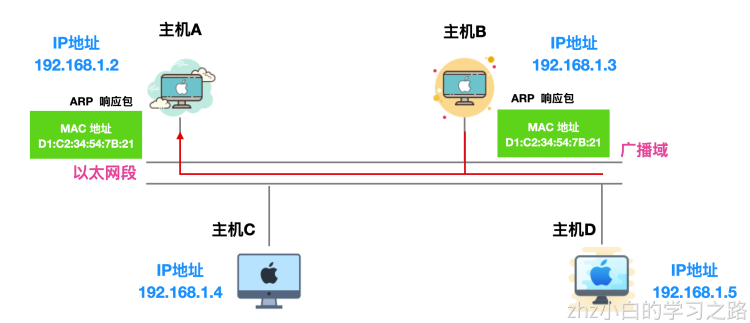 主机A
主机B
IP地址
192.168.1.2
IP地址
192.168.1.3
ARP 响应包
MAC 地址
D1:C2:34:54:7B:21
ARP 响应包
MAC 地址
D1:C2:34:54:7B:21
以太网段
广播域
主机C
主机D
IP地址
192.168.1.4
IP地址
192.168.1.5
zhz小白的学习之路